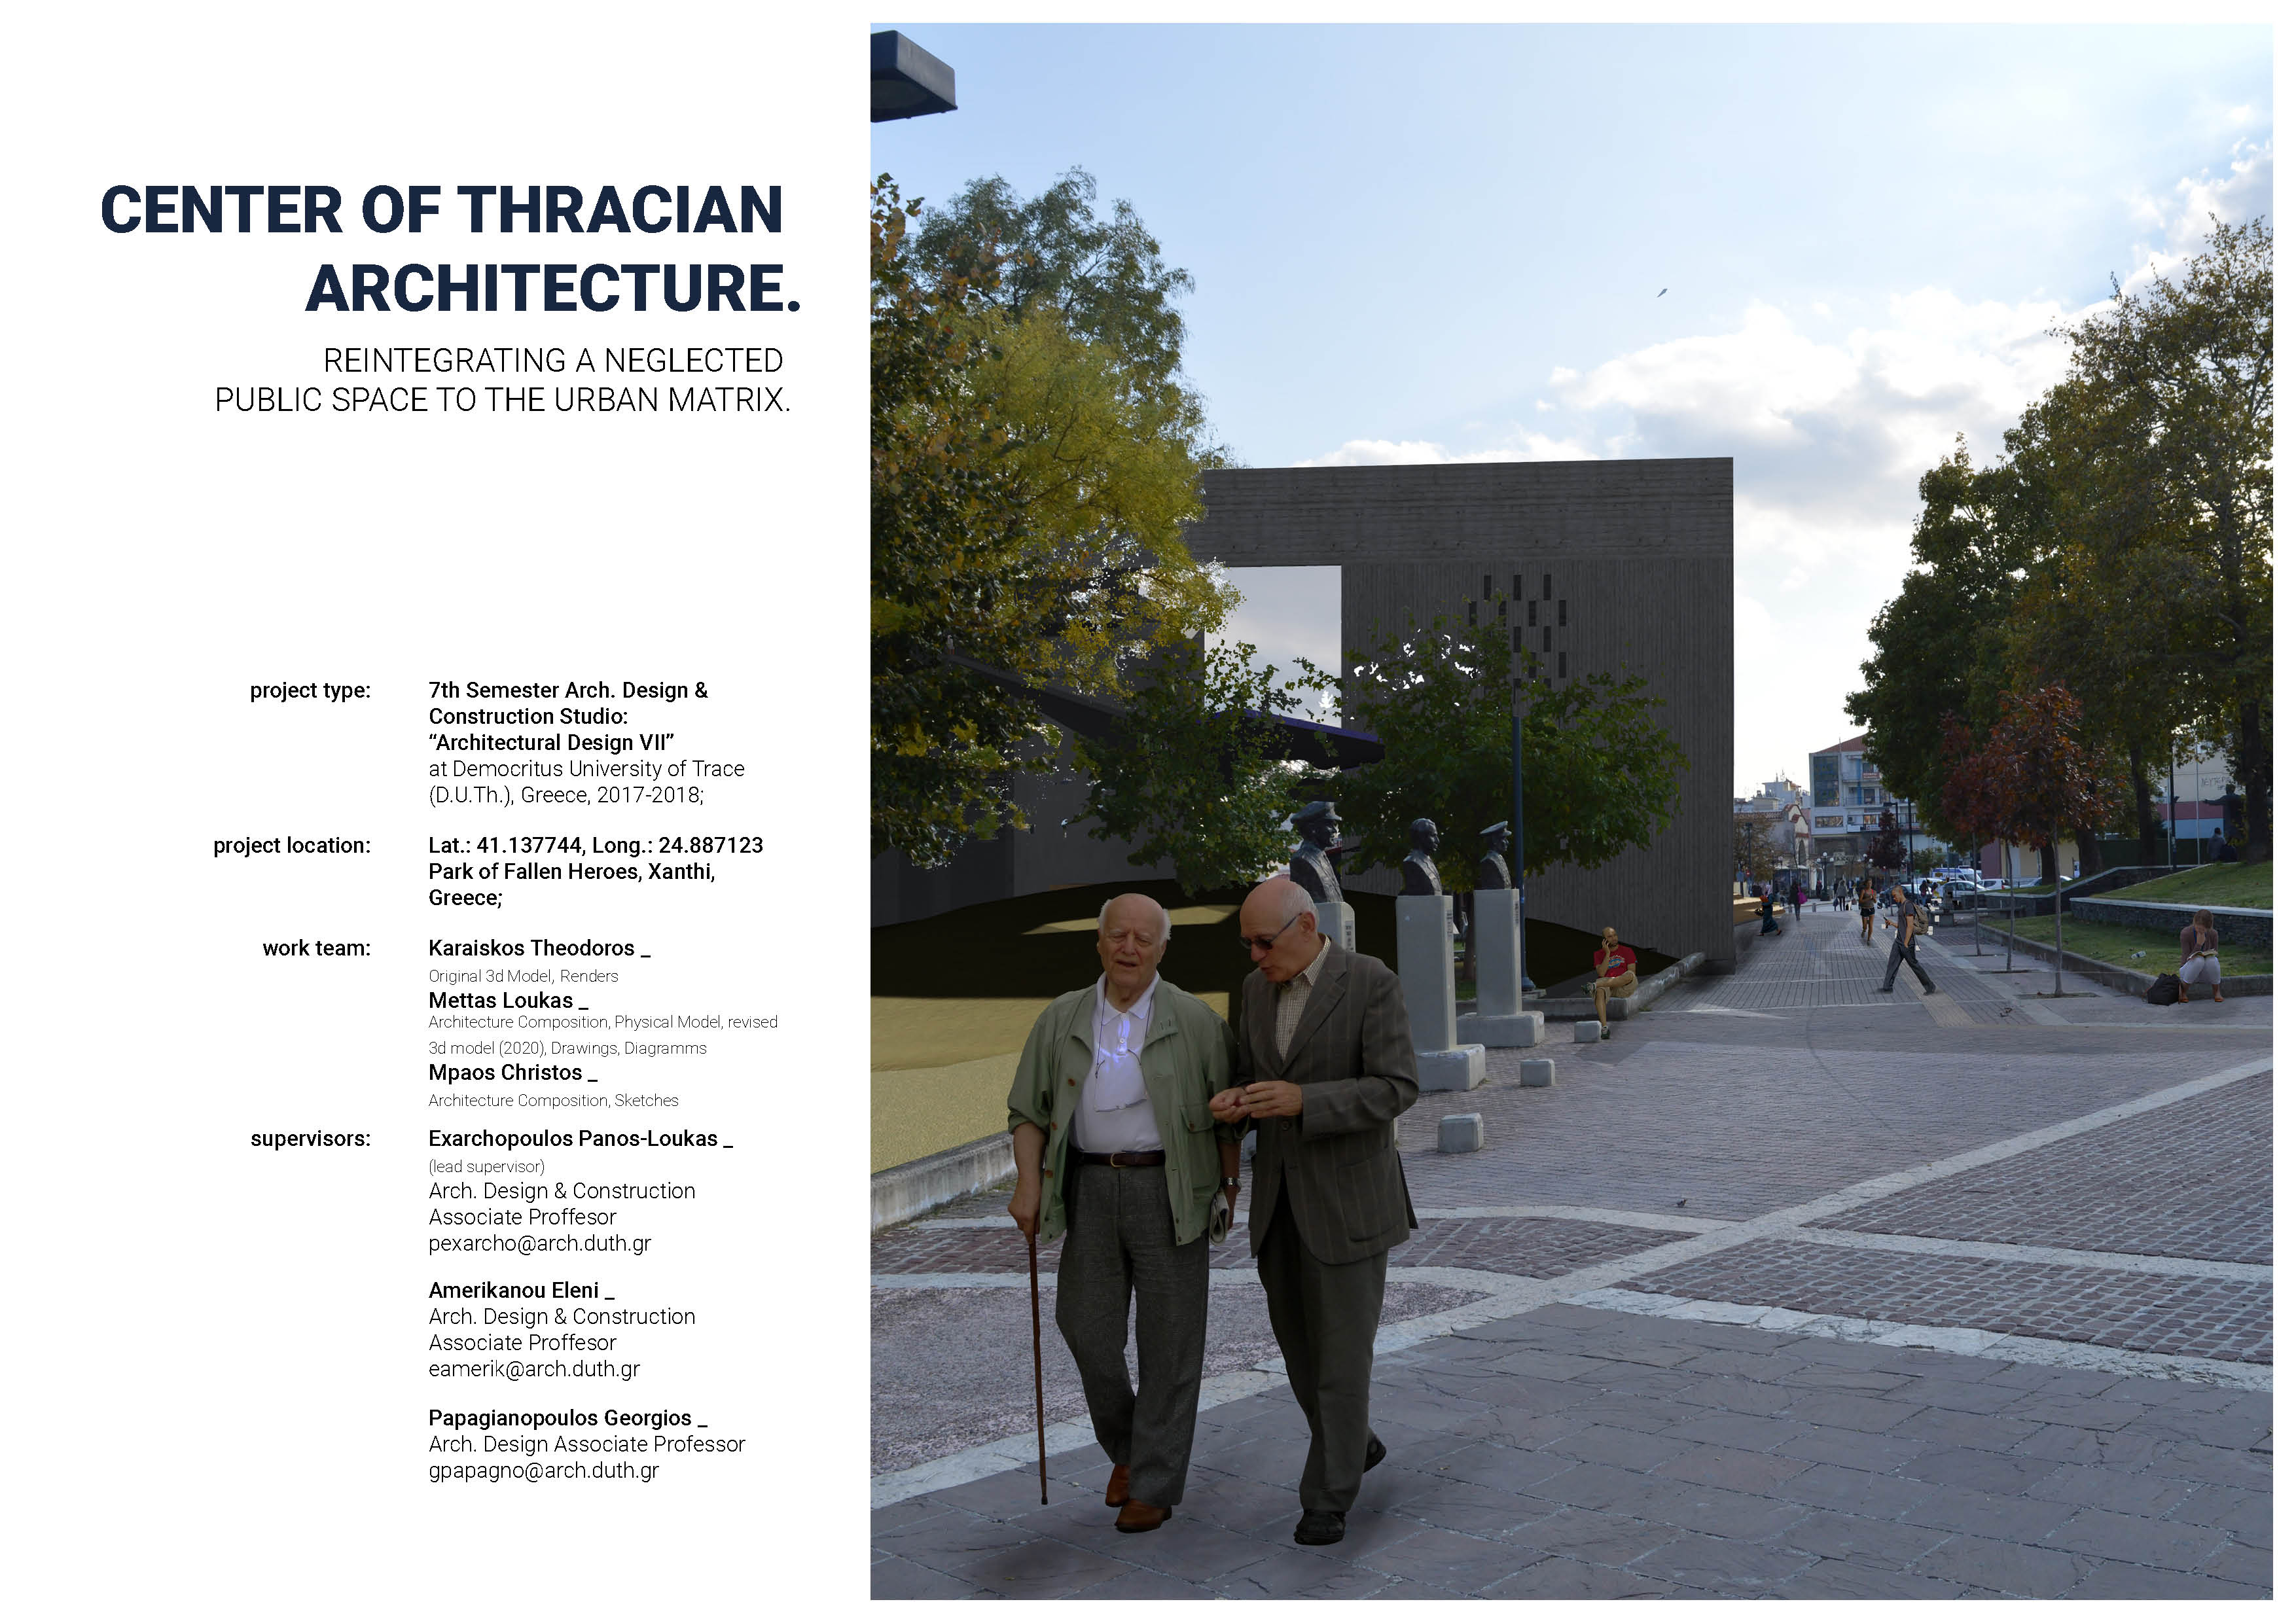 CENTER OF THRACIAN
ARCHITECTURE.
REINTEGRATING A NEGLECTED
PUBLIC SPACE TO THE URBAN MATRIX.
project type:
7th Semester Arch. Design &
Construction Studio:
“Architectural Design VII”
at Democritus University of Trace
(D.U.Th.), Greece, 2017-2018;
project location:
Lat.: 41.137744, Long.: 24.887123
Park of Fallen Heroes, Xanthi,
Greece;
work team:
Karaiskos Theodoros _
Original 3d Model, Renders
Mettas Loukas _
Architecture Composition, Physical Model, revised
3d model (2020), Drawings, Diagramms
Mpaos Christos _
Architecture Composition, Sketches
supervisors:
Exarchopoulos Panos-Loukas _
(lead supervisor)
Arch. Design & Construction
Associate Proffesor
pexarcho@arch.duth.gr
Amerikanou Eleni _
Arch. Design & Construction
Associate Proffesor
eamerik@arch.duth.gr
Papagianopoulos Georgios _
Arch. Design Associate Professor
gpapagno@arch.duth.gr